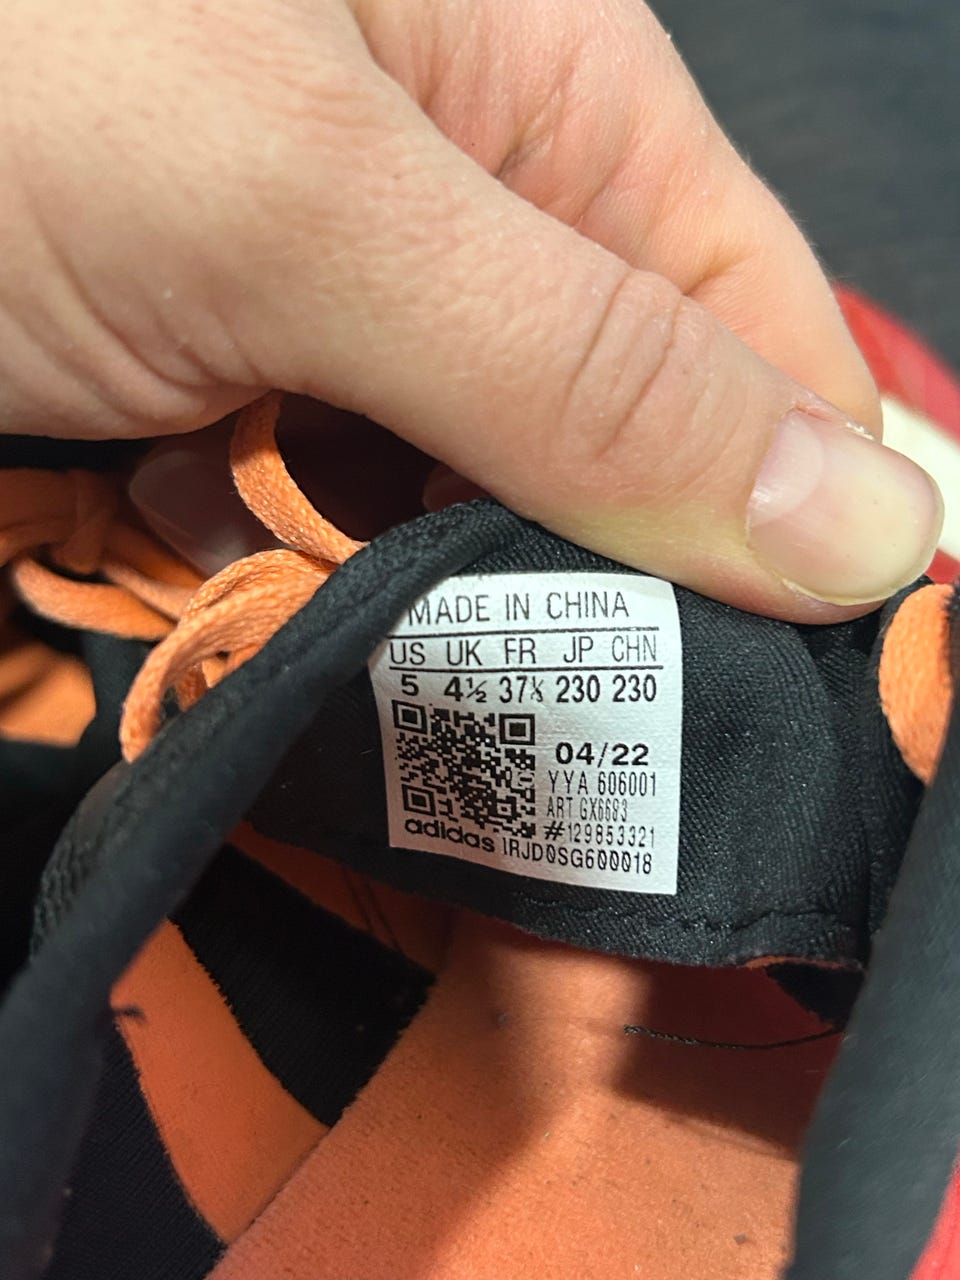 MADE IN CHINA
US UK FR JP CHN
5 4½ 37⅓ 230 230
04/22
YYA 606001
ART GX6683
#129853321
adidas 1RJD0SG600018